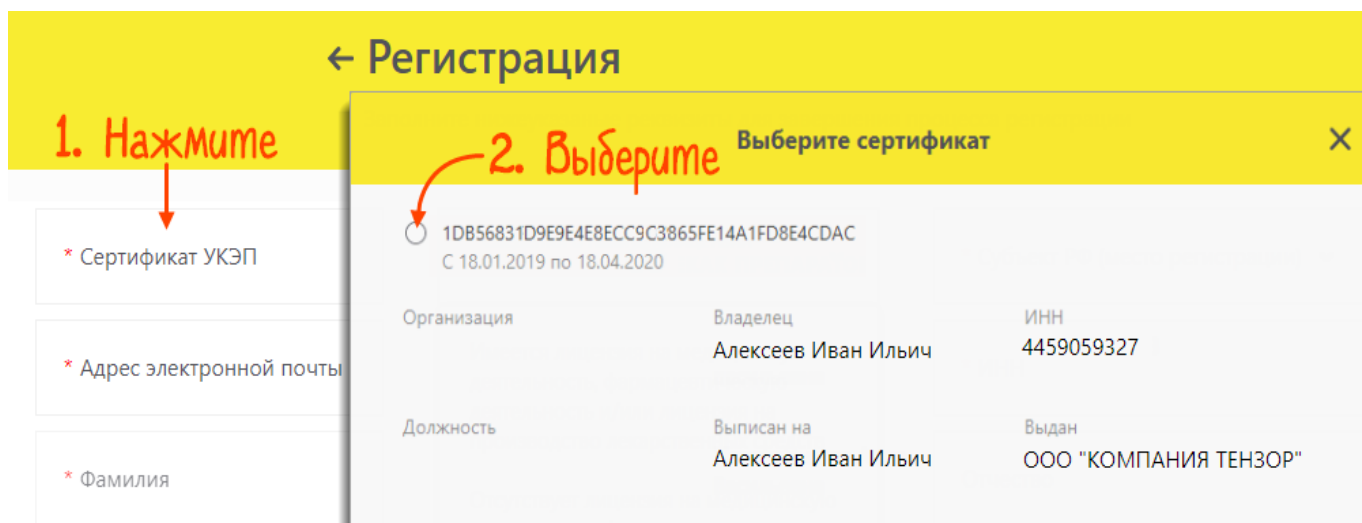 ← Регистрация
1. Нажмите
2. Выберите
Выберите сертификат
* Сертификат УКЭП
1DB56831D9E9E4E8ECC9C3865FE14A1FD8E4CDAC
С 18.01.2019 по 18.04.2020
Организация Владелец ИНН
Алексеев Иван Ильич 4459059327
* Адрес электронной почты
Должность Выписан на Выдан
Алексеев Иван Ильич ООО "КОМПАНИЯ ТЕНЗОР"
* Фамилия